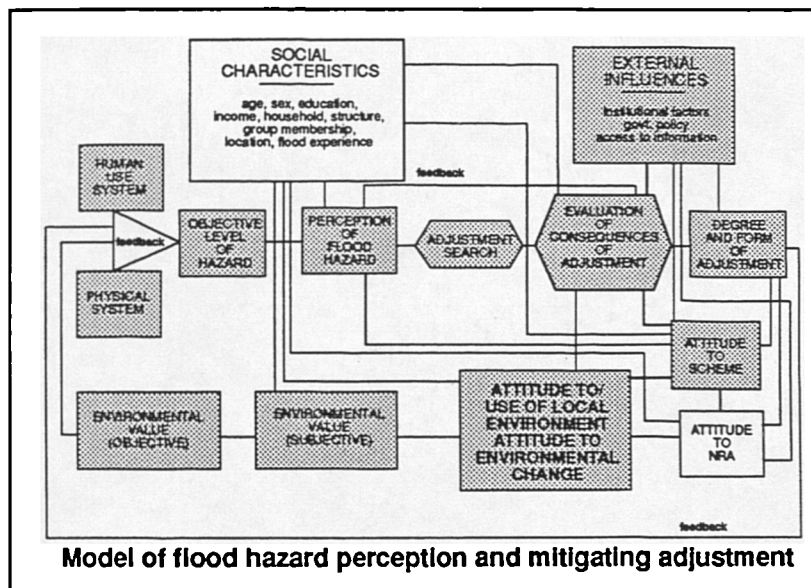 SOCIAL
CHARACTERISTICS
age, sex, education,
income, household, structure,
group membership,
location, flood experience
EXTERNAL
INFLUENCES
Institutional factors
govt. policy
access to information
HUMAN
USE SYSTEM
feedback
PHYSICAL
SYSTEM
OBJECTIVE
LEVEL
OF
HAZARD
PERCEPTION
OF
FLOOD
HAZARD
feedback
ADJUSTMENT
SEARCH
EVALUATION
OF
CONSEQUENCES
OF
ADJUSTMENT
DEGREE
AND FORM
OF
ADJUSTMENT
ATTITUDE
TO
SCHEME
ENVIRONMENTAL
VALUE
(OBJECTIVE)
ENVIRONMENTAL
VALUE
(SUBJECTIVE)
ATTITUDE TO/
USE OF LOCAL
ENVIRONMENT
ATTITUDE TO
ENVIRONMENTAL
CHANGE
ATTITUDE
TO
NRA
feedback
Model of flood hazard perception and mitigating adjustment